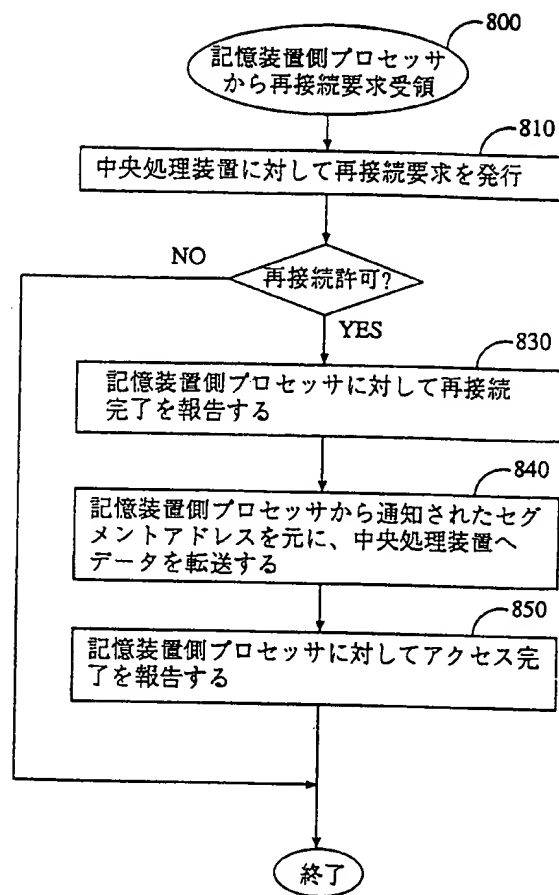 800
記憶装置側プロセッサ
から再接続要求受領
810
中央処理装置に対して再接続要求を発行
NO
再接続許可?
YES
830
記憶装置側プロセッサに対して再接続
完了を報告する
840
記憶装置側プロセッサから通知されたセグ
メントアドレスを元に、中央処理装置へ
データを転送する
850
記憶装置側プロセッサに対してアクセス完
了を報告する
終了